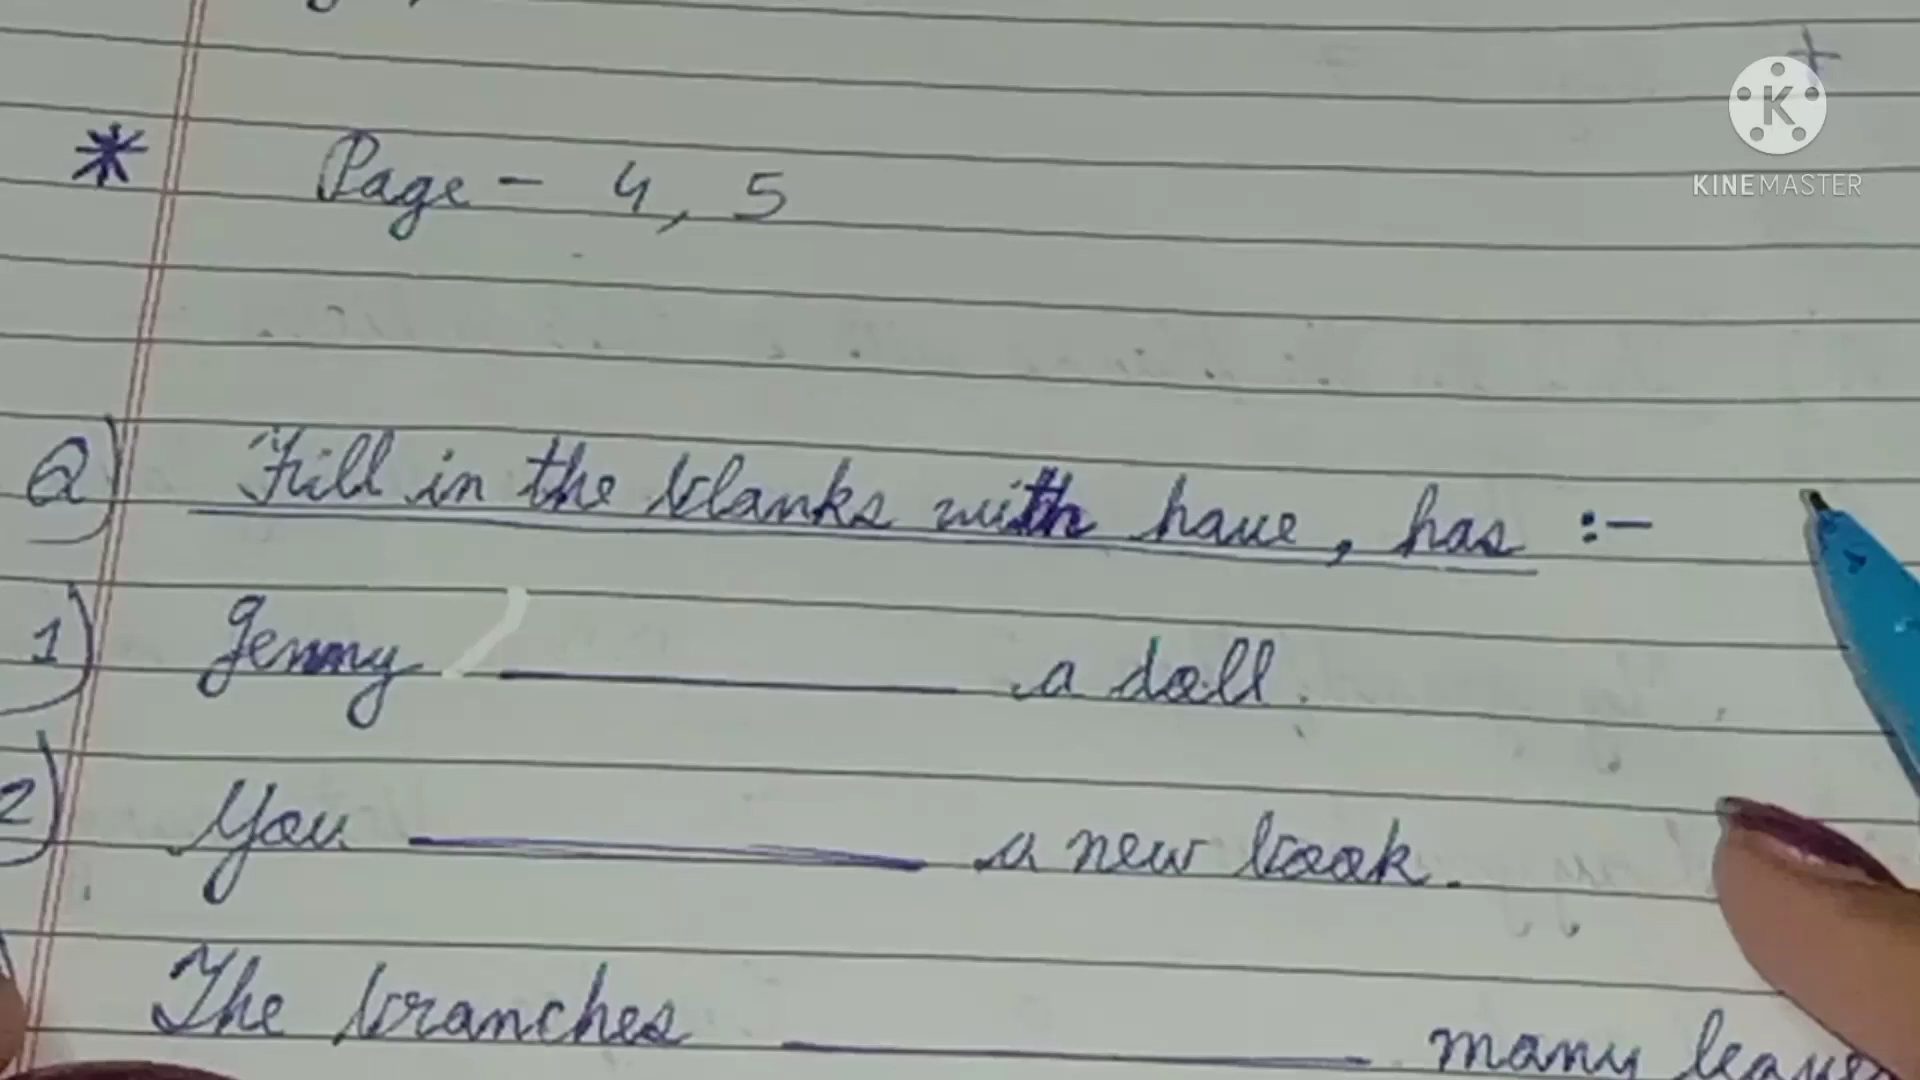 * Page - 4, 5
K
KINEMASTER
Q) Fill in the blanks with have, has :-
1) Jenny ________ a doll.
2) You ________ a new book.
The branches ________ many